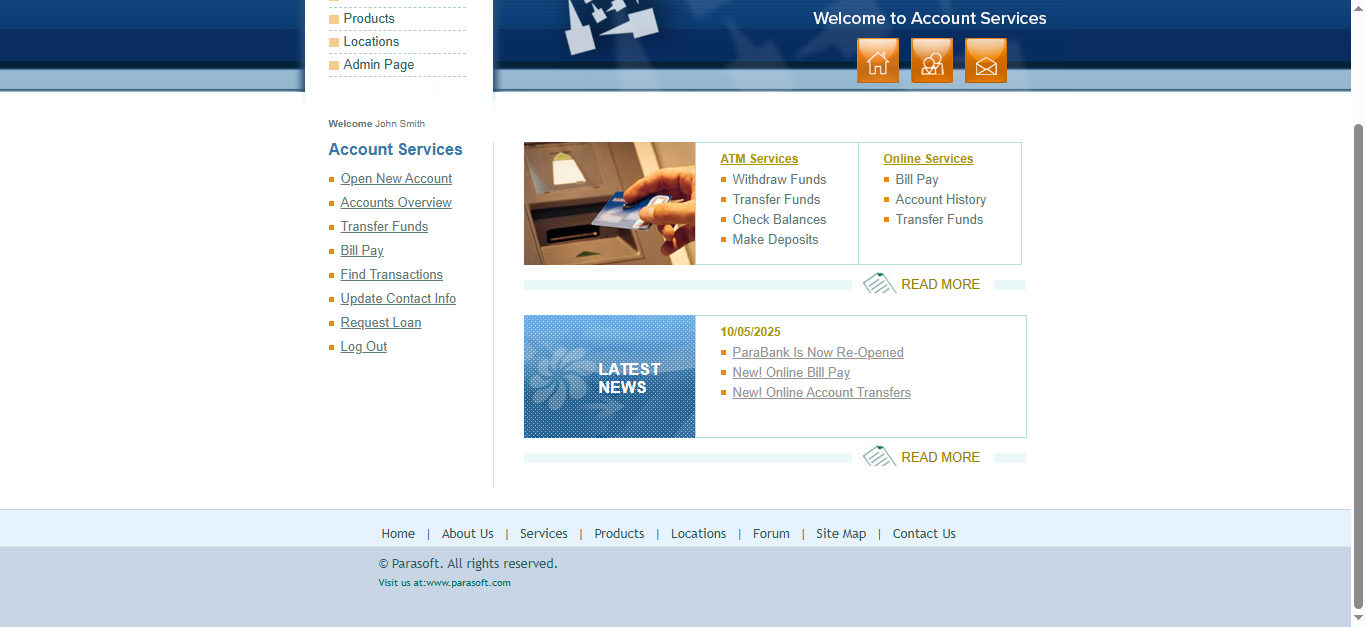 Products
Locations
Admin Page
Welcome to Account Services
Welcome John Smith
Account Services
Open New Account
Accounts Overview
Transfer Funds
Bill Pay
Find Transactions
Update Contact Info
Request Loan
Log Out
ATM Services
Withdraw Funds
Transfer Funds
Check Balances
Make Deposits
Online Services
Bill Pay
Account History
Transfer Funds
READ MORE
LATEST
NEWS
10/05/2025
ParaBank Is Now Re-Opened
New! Online Bill Pay
New! Online Account Transfers
READ MORE
Home | About Us | Services | Products | Locations | Forum | Site Map | Contact Us
© Parasoft. All rights reserved.
Visit us at:www.parasoft.com